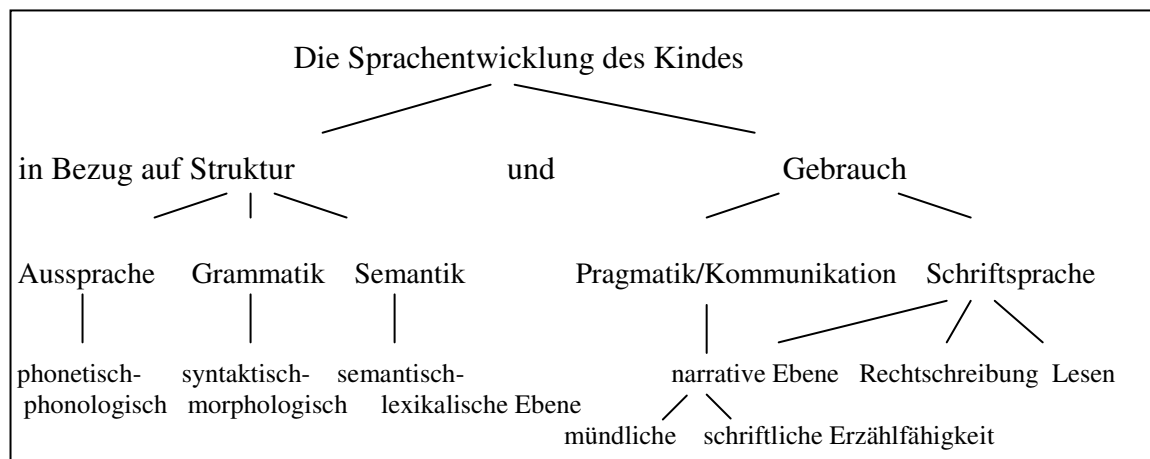 Die Sprachentwicklung des Kindes
in Bezug auf Struktur und Gebrauch
Aussprache Grammatik Semantik Pragmatik/Kommunikation Schriftsprache
phonetisch- syntaktisch- semantisch- narrative Ebene Rechtschreibung Lesen
phonologisch morphologisch lexikalische Ebene
mündliche schriftliche Erzählfähigkeit